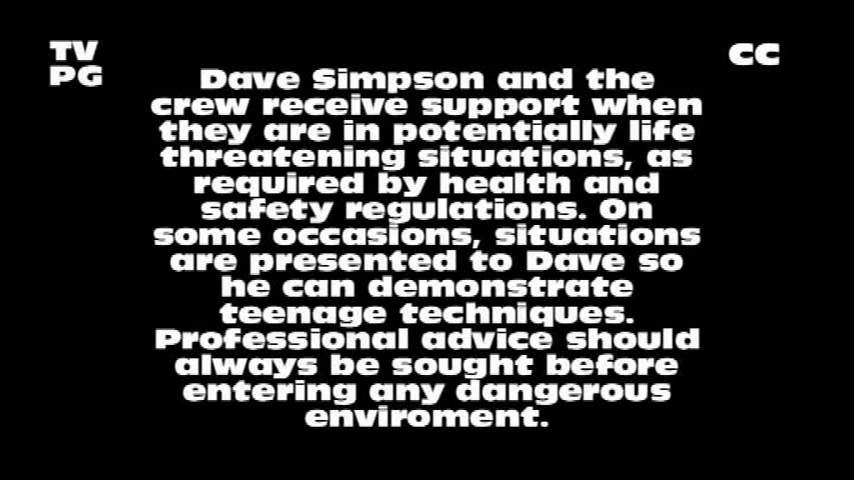 TV
PG
CC
Dave Simpson and the
crew receive support when
they are in potentially life
threatening situations, as
required by health and
safety regulations. On
some occasions, situations
are presented to Dave so
he can demonstrate
teenage techniques.
Professional advice should
always be sought before
entering any dangerous
enviroment.